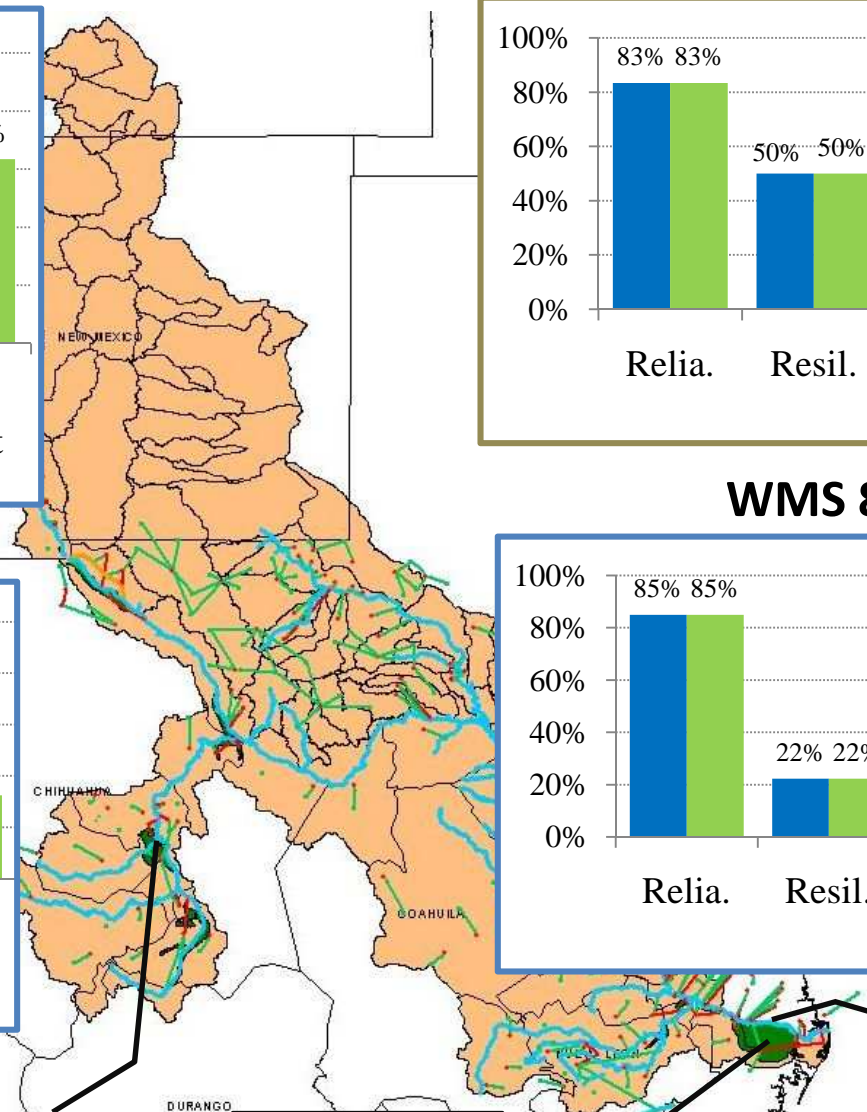 100%
83% 83%
80%
60%
50% 50%
40%
20%
0%
Relia. Resil.
NEW MEXICO
WMS
100%
85% 85%
80%
60%
40%
22% 22%
20%
0%
Relia. Resil.
CHIHUAHUA
COAHUILA
DURANGO